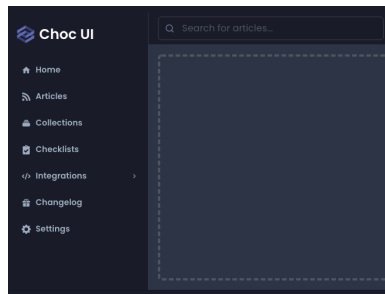 Choc UI
Search for articles...
Home
Articles
Collections
Checklists
Integrations
Changelog
Settings